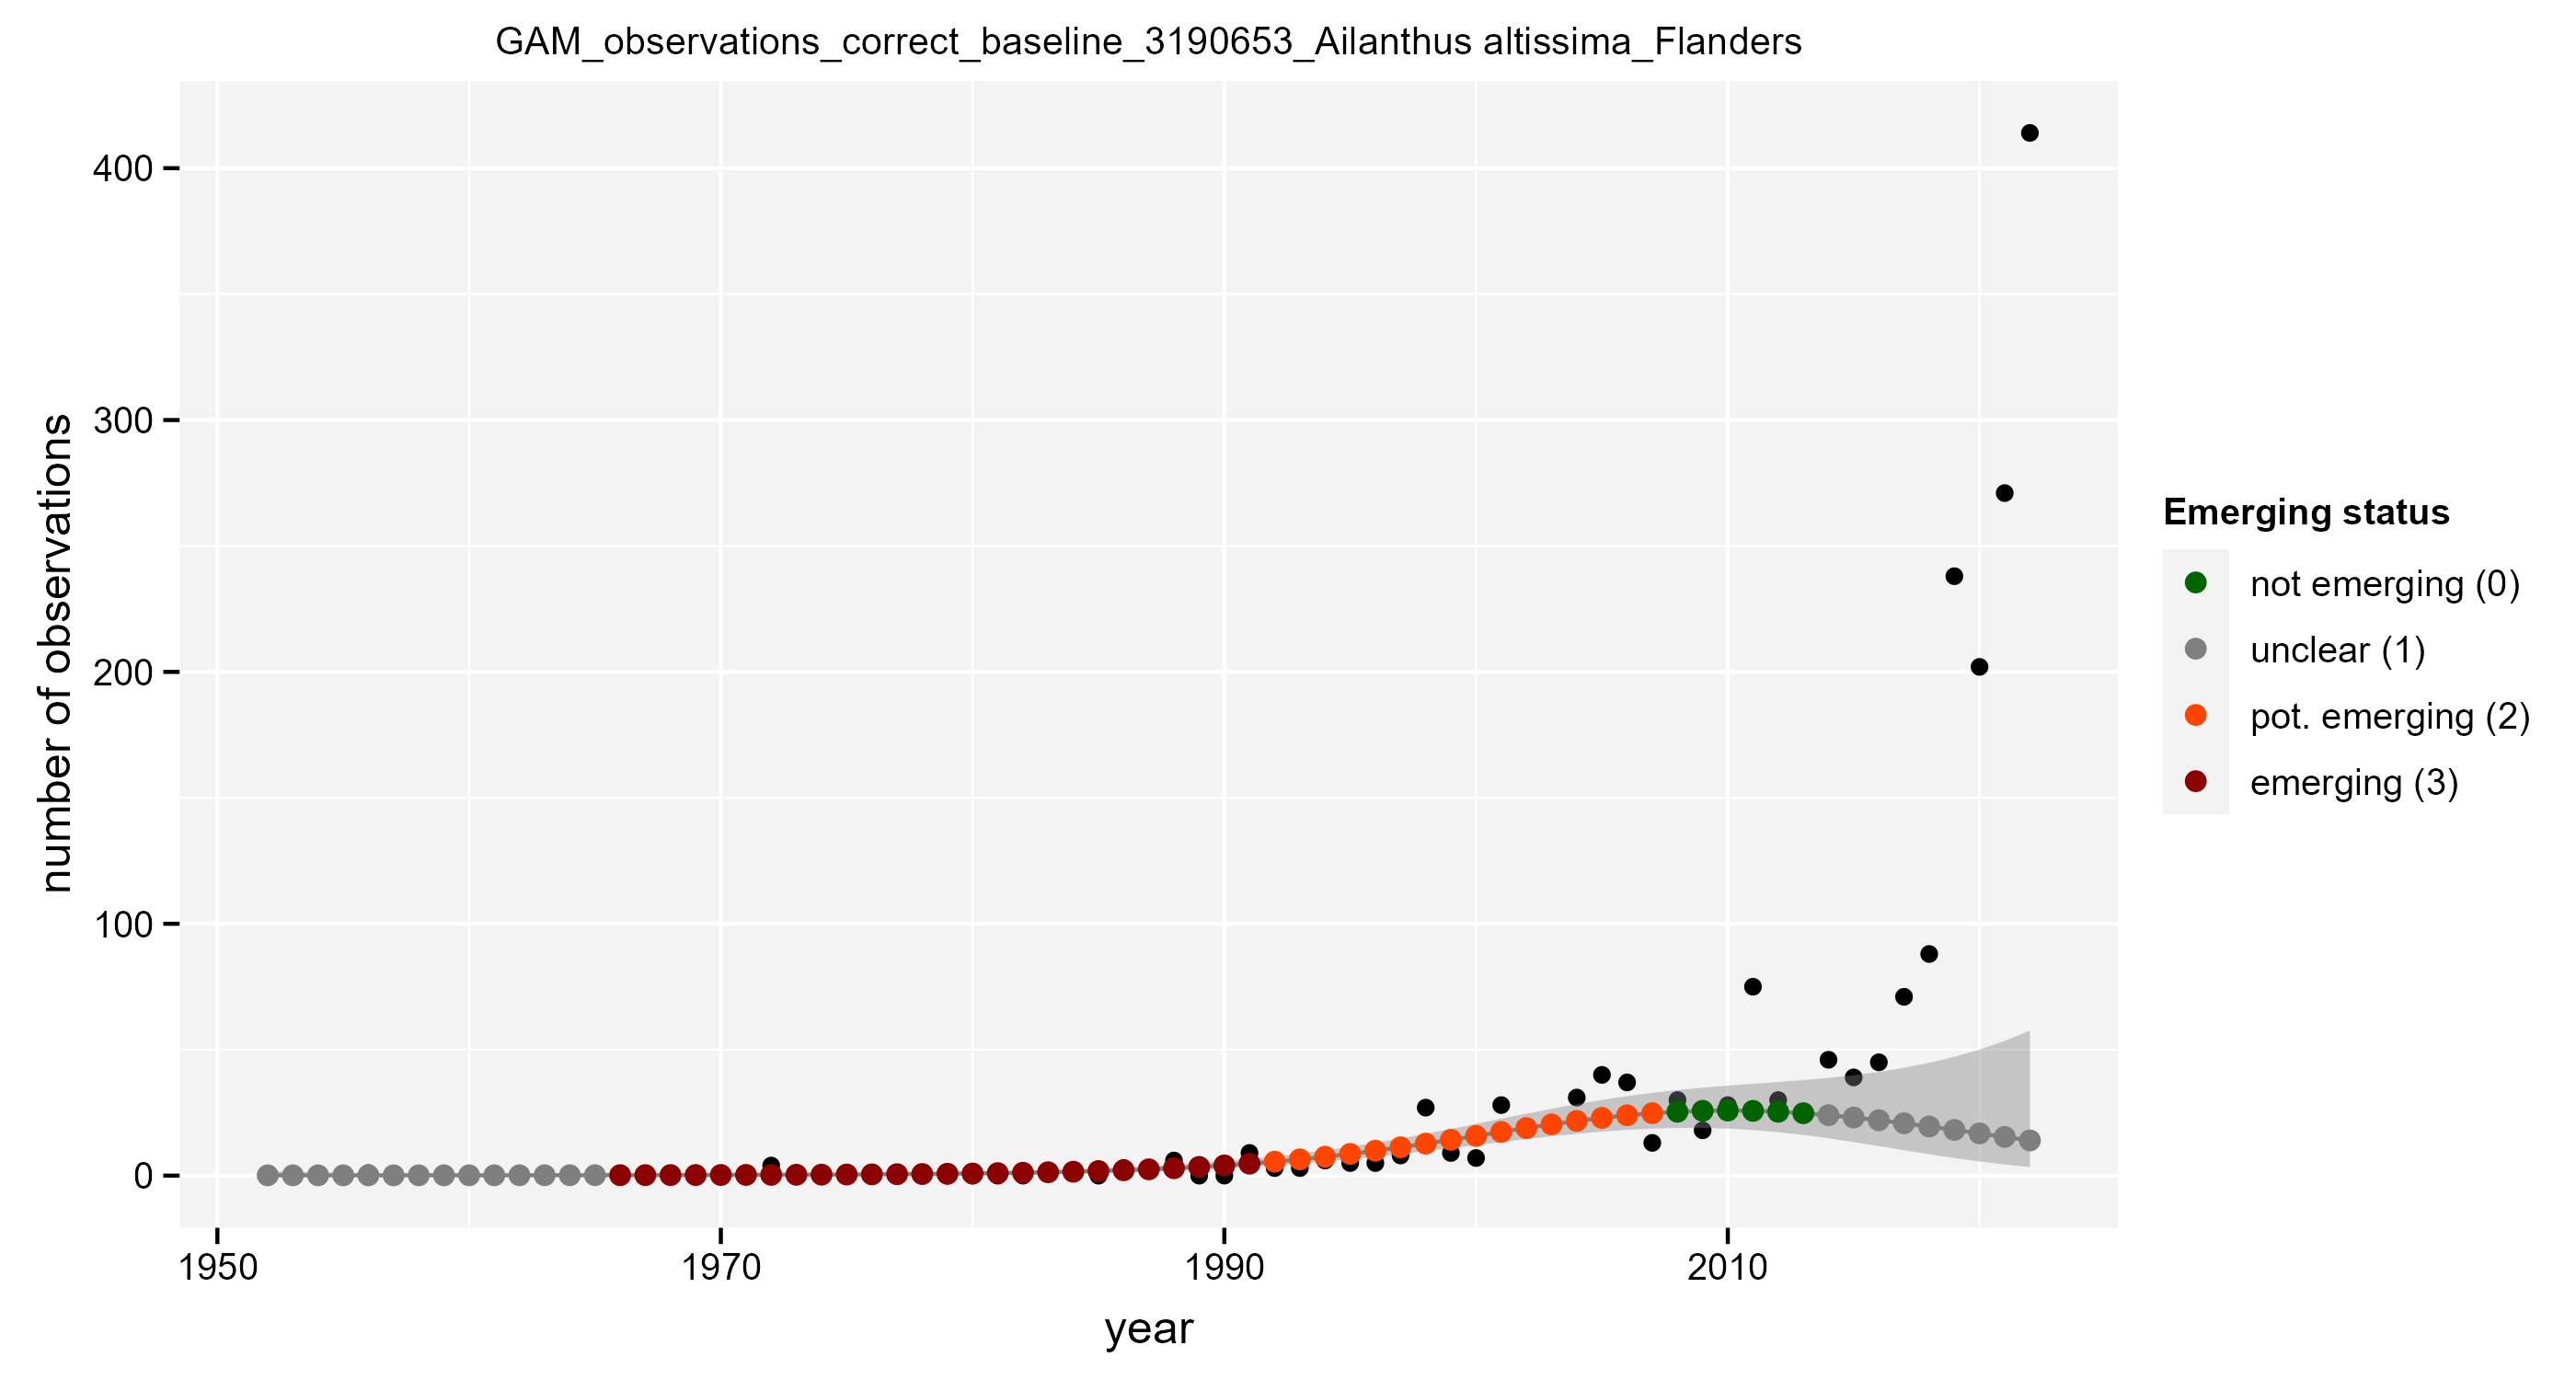 GAM_observations_correct_baseline_3190653_Ailanthus altissima_Flanders
number of observations
400
300
200
100
0
1950
1970
1990
2010
year
Emerging status
not emerging (0)
unclear (1)
pot. emerging (2)
emerging (3)